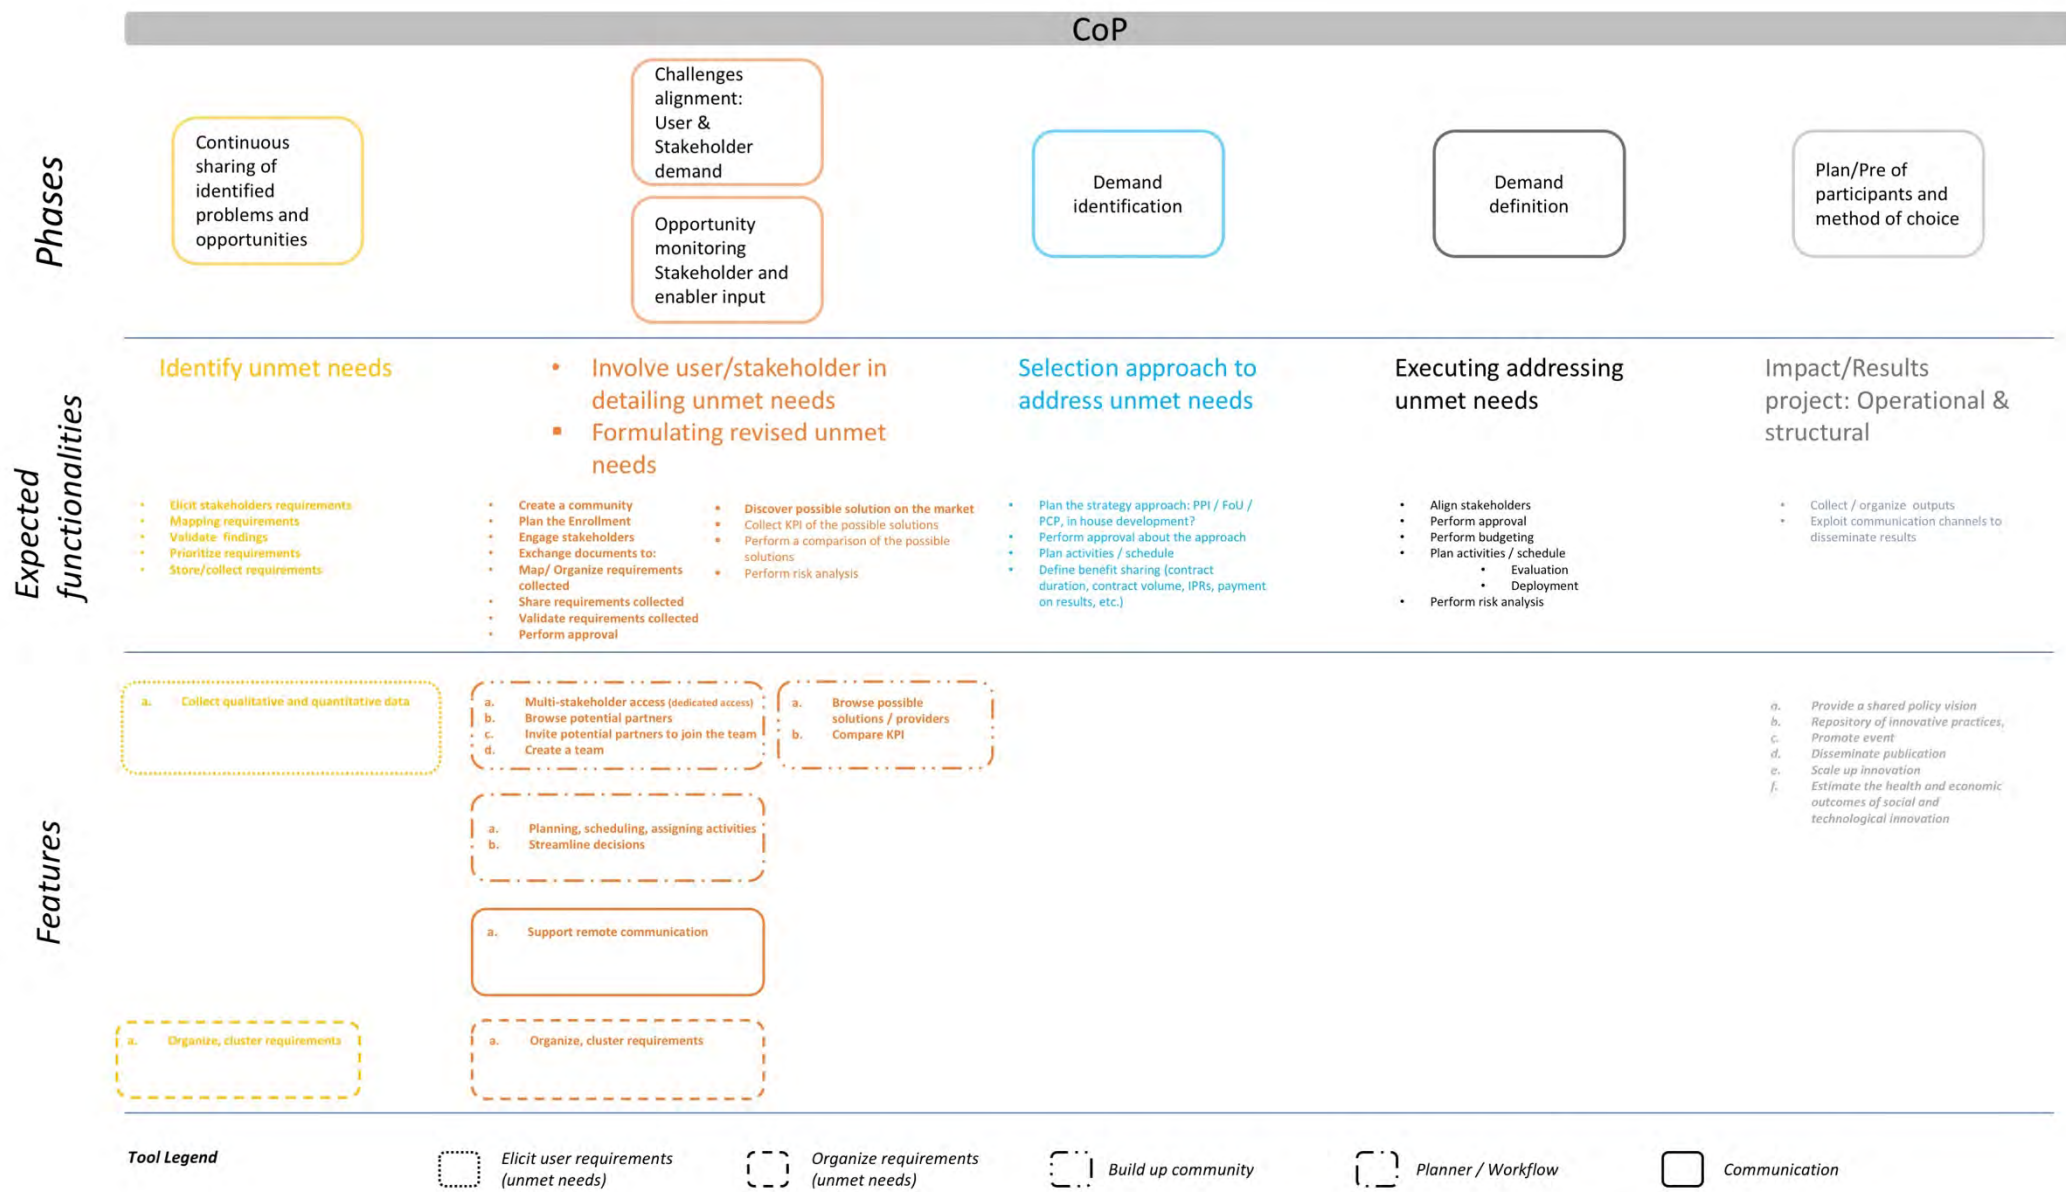 CoP
Phases
Continuous
sharing of
identified
problems and
opportunities
Challenges
alignment:
User &
Stakeholder
demand
Opportunity
monitoring
Stakeholder and
enabler input
Demand
identification
Demand
definition
Plan/Pre of
participants and
method of choice
Expected
functionalities
Identify unmet needs
• Involve user/stakeholder in
detailing unmet needs
▪ Formulating revised unmet
needs
Selection approach to
address unmet needs
Executing addressing
unmet needs
Impact/Results
project: Operational &
structural
• Elicit stakeholders requirements
• Mapping requirements
• Validate findings
• Prioritize requirements
• Store/collect requirements
• Create a community
• Plan the Enrollment
• Engage stakeholders
• Exchange documents to:
• Map/ Organize requirements
collected
• Share requirements collected
• Validate requirements collected
• Perform approval
• Discover possible solution on the market
• Collect KPI of the possible solutions
• Perform a comparison of the possible
solutions
• Perform risk analysis
• Plan the strategy approach: PPI / FoU /
PCP, in house development?
• Perform approval about the approach
• Plan activities / schedule
• Define benefit sharing (contract
duration, contract volume, IPRs, payment
on results, etc.)
• Align stakeholders
• Perform approval
• Perform budgeting
• Plan activities / schedule
• Evaluation
• Deployment
• Perform risk analysis
• Collect / organize outputs
• Exploit communication channels to
disseminate results
Features
a. Collect qualitative and quantitative data
a. Multi-stakeholder access (dedicated access)
b. Browse potential partners
c. Invite potential partners to join the team
d. Create a team
a. Browse possible
solutions / providers
b. Compare KPI
a. Provide a shared policy vision
b. Repository of innovative practices,
c. Promote event
d. Disseminate publication
e. Scale up innovation
f. Estimate the health and economic
outcomes of social and
technological innovation
a. Planning, scheduling, assigning activities
b. Streamline decisions
a. Support remote communication
a. Organize, cluster requirements
a. Organize, cluster requirements
Tool Legend
Elicit user requirements
(unmet needs)
Organize requirements
(unmet needs)
Build up community
Planner / Workflow
Communication